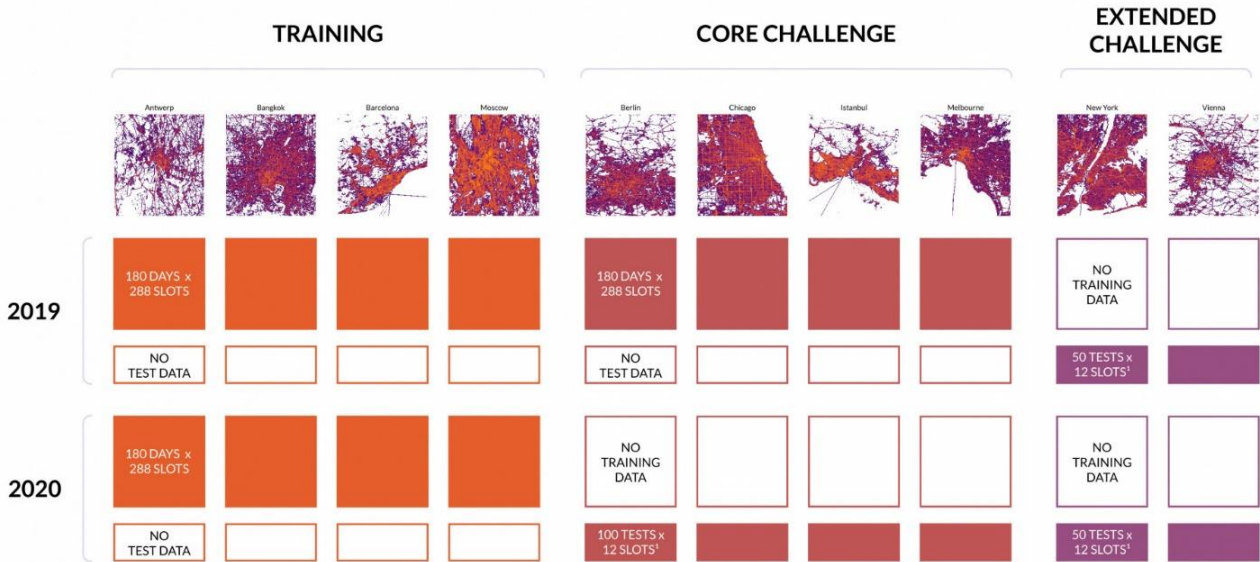 TRAINING
CORE CHALLENGE
EXTENDED
CHALLENGE
Antwerp
Bangkok
Barcelona
Moscow
Berlin
Chicago
Istanbul
Melbourne
New York
Vienna
2019
180 DAYS x
288 SLOTS
180 DAYS x
288 SLOTS
NO
TRAINING
DATA
NO
TEST DATA
NO
TEST DATA
50 TESTS x
12 SLOTS¹
2020
180 DAYS x
288 SLOTS
NO
TRAINING
DATA
NO
TRAINING
DATA
NO
TEST DATA
100 TESTS x
12 SLOTS¹
50 TESTS x
12 SLOTS¹